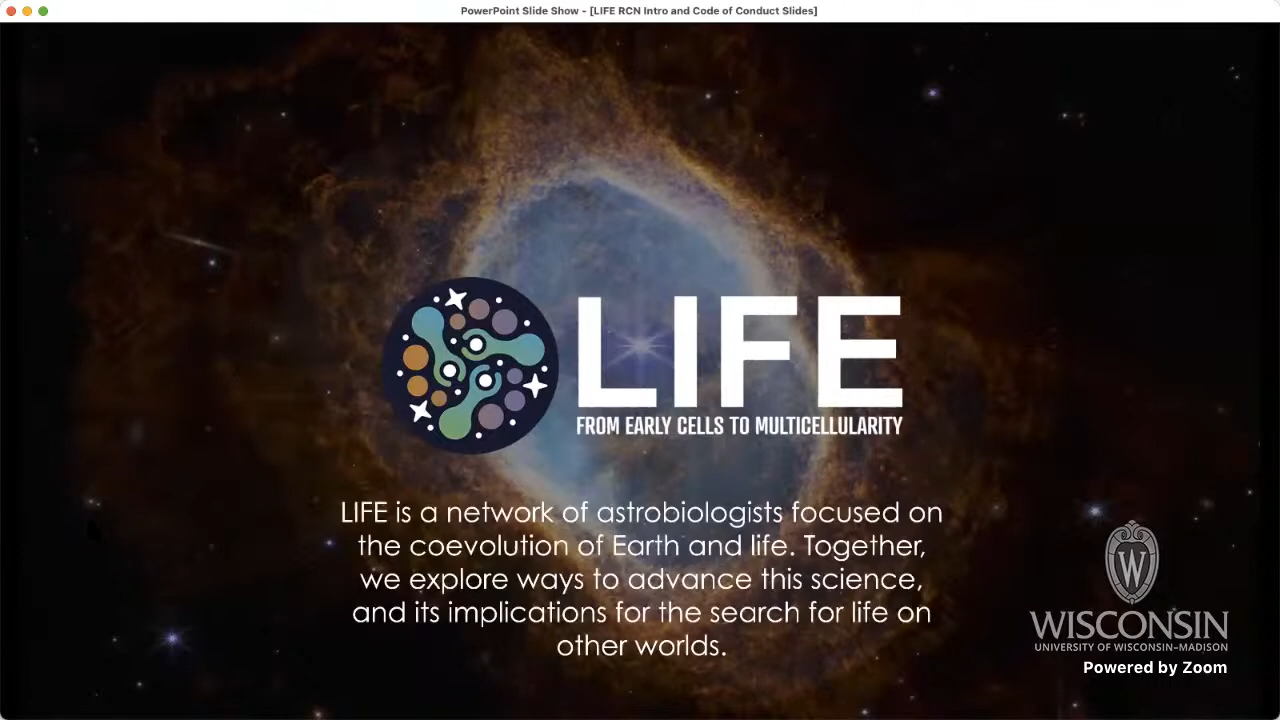 PowerPoint Slide Show - [LIFE RCN Intro and Code of Conduct Slides]
LIFE
FROM EARLY CELLS TO MULTICELLULARITY
LIFE is a network of astrobiologists focused on
the coevolution of Earth and life. Together,
we explore ways to advance this science,
and its implications for the search for life on
other worlds.
W
WISCONSIN
UNIVERSITY OF WISCONSIN–MADISON
Powered by Zoom